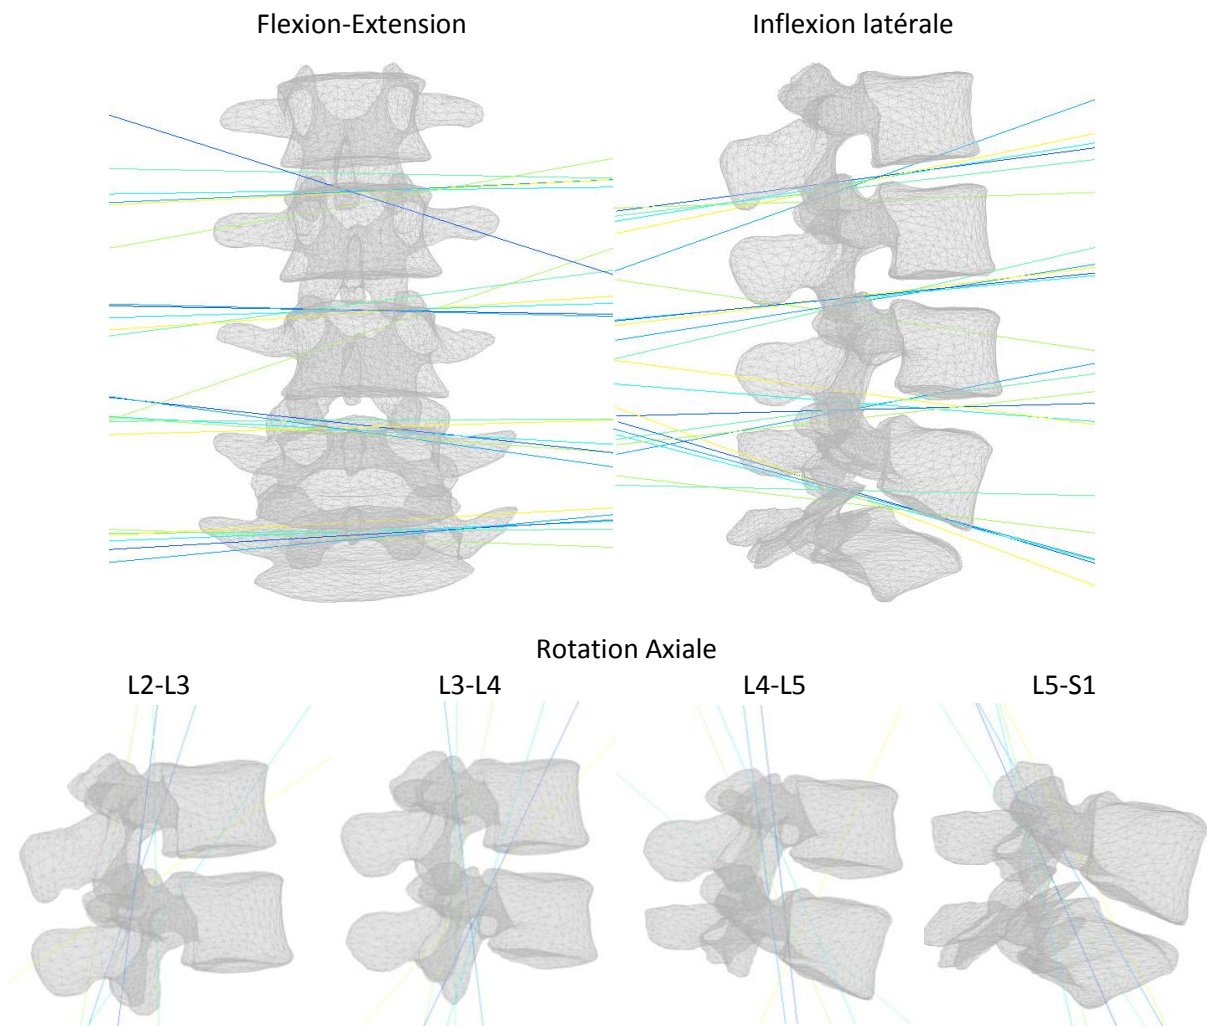 Flexion-Extension
Inflexion latérale
Rotation Axiale
L2-L3
L3-L4
L4-L5
L5-S1